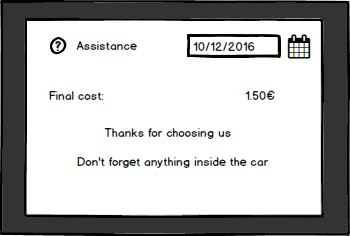 ? Assistance 10/12/2016
Final cost: 1.50€
Thanks for choosing us
Don't forget anything inside the car